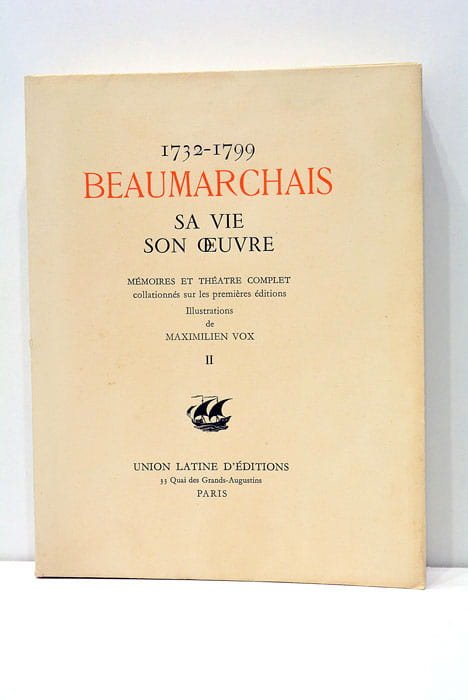 1732-1799
BEAUMARCHAIS
SA VIE
SON ŒUVRE
MÉMOIRES ET THÉATRE COMPLET
collationnés sur les premières éditions
Illustrations
de
MAXIMILIEN VOX
II
UNION LATINE D'ÉDITIONS
33 Quai des Grands-Augustins
PARIS